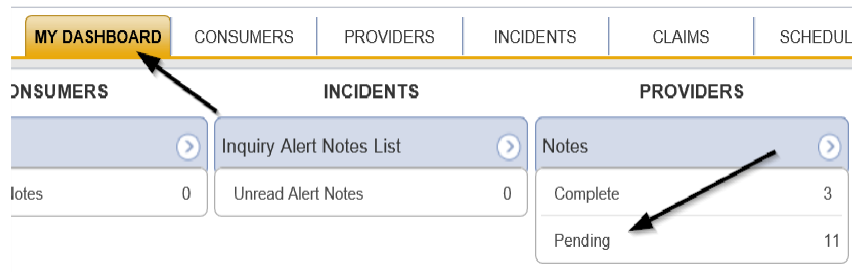 MY DASHBOARD CONSUMERS PROVIDERS INCIDENTS CLAIMS SCHEDUL
ONSUMERS INCIDENTS PROVIDERS
Inquiry Alert Notes List Notes
lotes 0 Unread Alert Notes 0 Complete 3
Pending 11